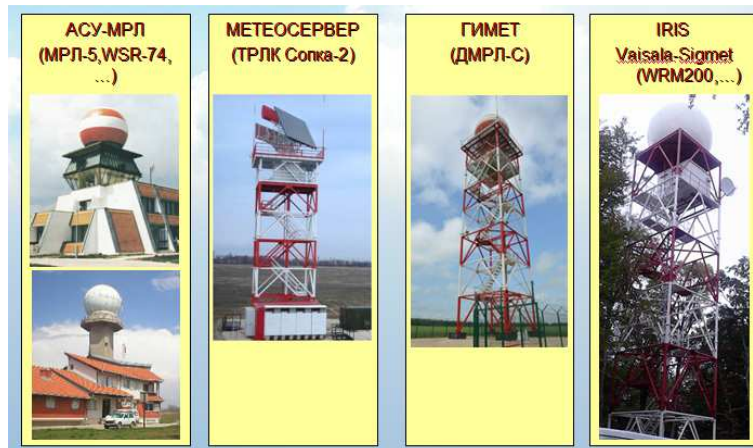 АСУ-МРЛ
(МРЛ-5,WSR-74,
...)
МЕТЕОСЕРВЕР
(ТРЛК Сопка-2)
ГИМЕТ
(ДМРЛ-С)
IRIS
Vaisala-Sigmet
(WRM200,...)